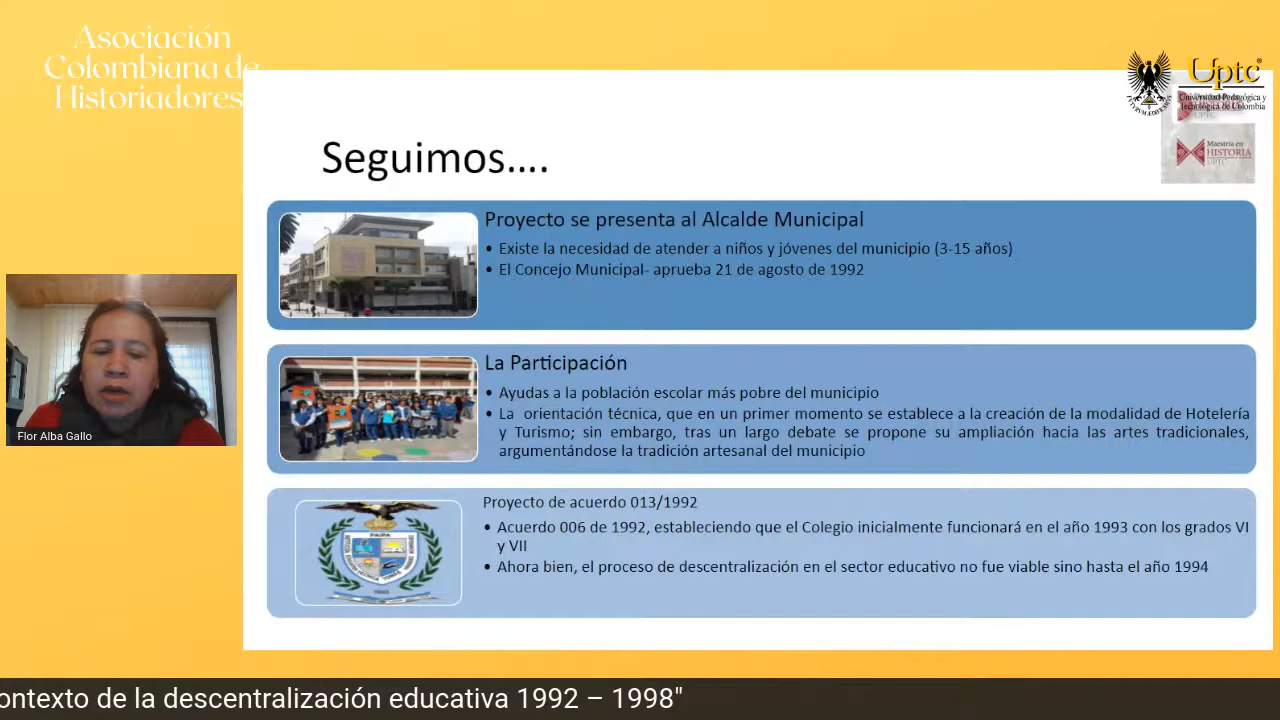 Asociación
Colombiana de
Historiadores
Uptc
Universidad Pedagógica y
Tecnológica de Colombia
Maestría en
HISTORIA
UPTC
Seguimos....
Proyecto se presenta al Alcalde Municipal
• Existe la necesidad de atender a niños y jóvenes del municipio (3-15 años)
• El Concejo Municipal- aprueba 21 de agosto de 1992
La Participación
• Ayudas a la población escolar más pobre del municipio
• La orientación técnica, que en un primer momento se establece a la creación de la modalidad de Hotelería
y Turismo; sin embargo, tras un largo debate se propone su ampliación hacia las artes tradicionales,
argumentándose la tradición artesanal del municipio
PAIPA
Proyecto de acuerdo 013/1992
• Acuerdo 006 de 1992, estableciendo que el Colegio inicialmente funcionará en el año 1993 con los grados VI
y VII
• Ahora bien, el proceso de descentralización en el sector educativo no fue viable sino hasta el año 1994
Flor Alba Gallo
ontexto de la descentralización educativa 1992 – 1998"